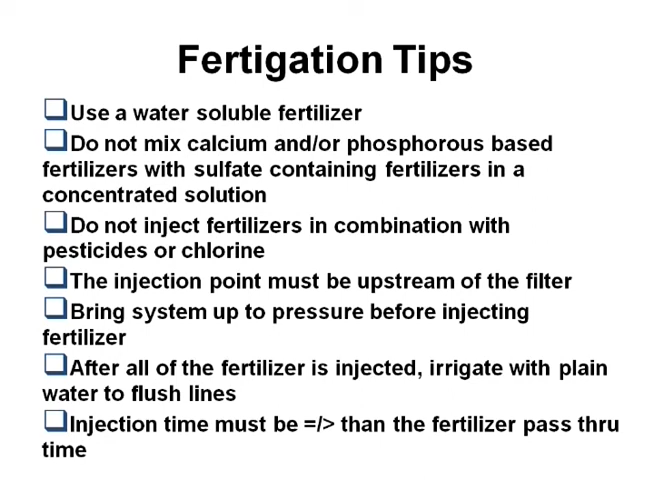 Fertigation Tips
❑Use a water soluble fertilizer
❑Do not mix calcium and/or phosphorous based
fertilizers with sulfate containing fertilizers in a
concentrated solution
❑Do not inject fertilizers in combination with
pesticides or chlorine
❑The injection point must be upstream of the filter
❑Bring system up to pressure before injecting
fertilizer
❑After all of the fertilizer is injected, irrigate with plain
water to flush lines
❑Injection time must be =/> than the fertilizer pass thru
time